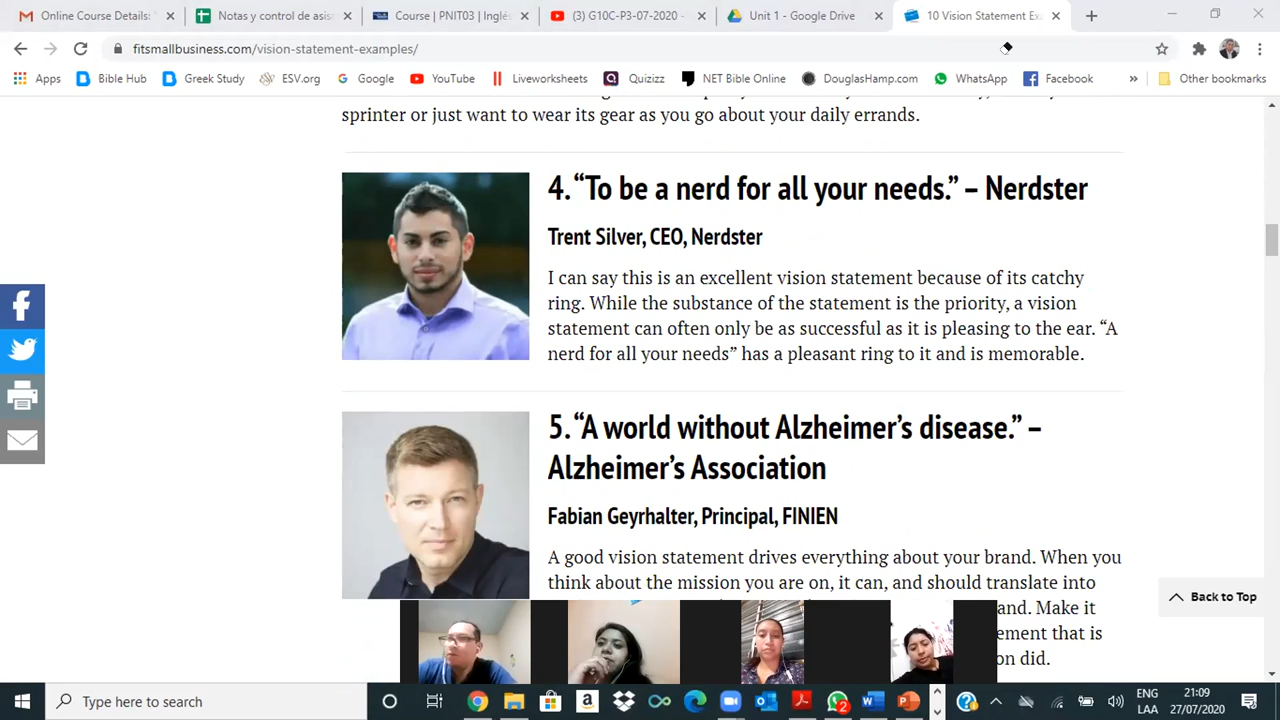 Online Course Details:
Notas y control de asis
Course | PNIT03 | Inglé
(3) G10C-P3-07-2020 -
Unit 1 - Google Drive
10 Vision Statement Ex
fitsmallbusiness.com/vision-statement-examples/
Apps
Bible Hub
Greek Study
ESV.org
Google
YouTube
Liveworksheets
Quizizz
NET Bible Online
DouglasHamp.com
WhatsApp
Facebook
Other bookmarks
sprinter or just want to wear its gear as you go about your daily errands.
4. “To be a nerd for all your needs.” – Nerdster
Trent Silver, CEO, Nerdster
I can say this is an excellent vision statement because of its catchy
ring. While the substance of the statement is the priority, a vision
statement can often only be as successful as it is pleasing to the ear. “A
nerd for all your needs” has a pleasant ring to it and is memorable.
5. “A world without Alzheimer’s disease.” –
Alzheimer’s Association
Fabian Geyrhalter, Principal, FINIEN
A good vision statement drives everything about your brand. When you
think about the mission you are on, it can, and should translate into
and. Make it
ement that is
on did.
Back to Top
Type here to search
2
ENG
LAA
21:09
27/07/2020